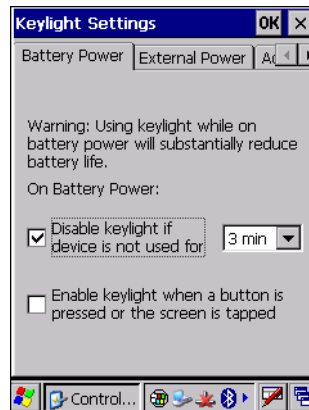 Keylight Settings OK
Battery Power External Power
Warning: Using keylight while on
battery power will substantially reduce
battery life.
On Battery Power:
Disable keylight if
device is not used for 3 min
Enable keylight when a button is
pressed or the screen is tapped
Control...